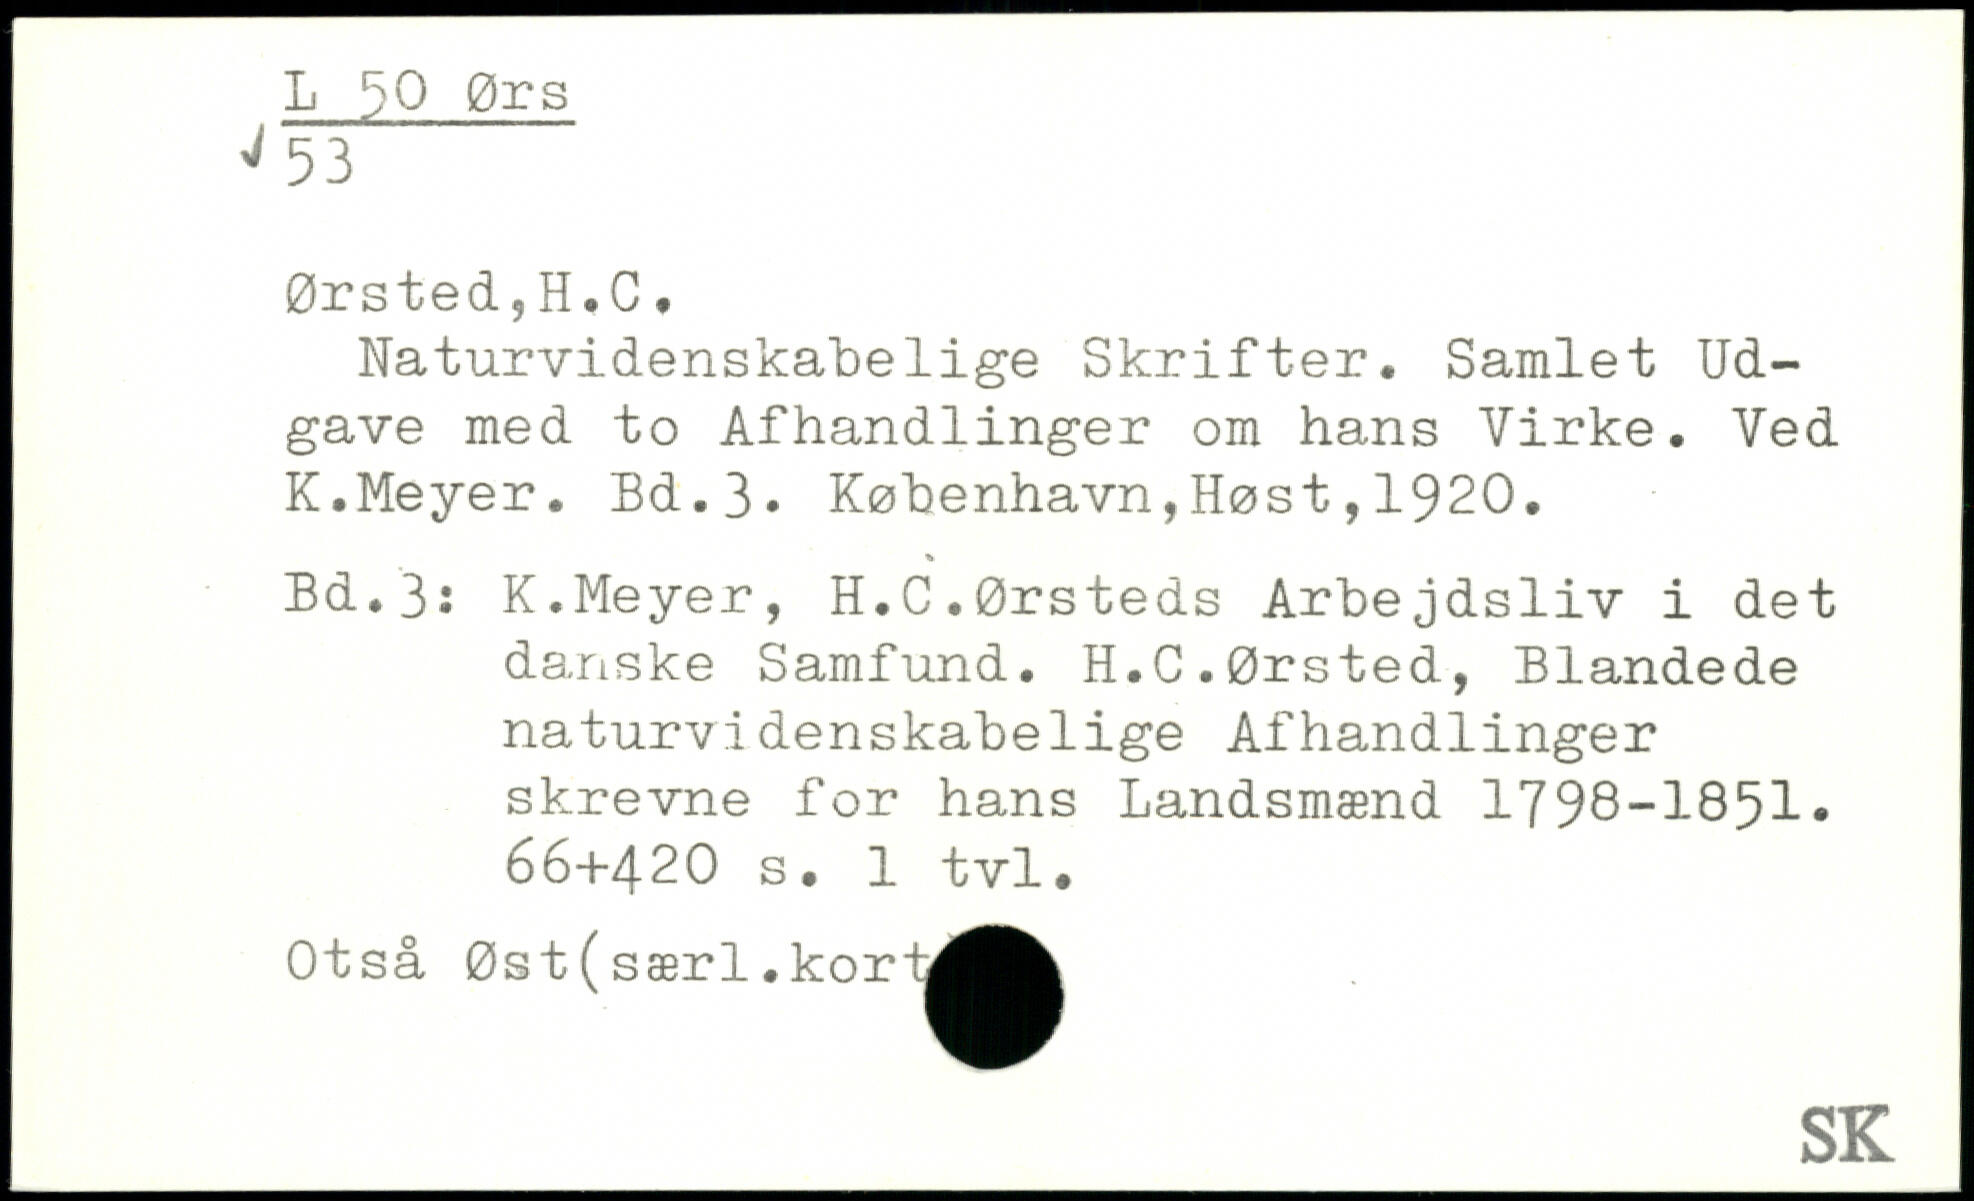 L 50 Ørs
✓ 53
Ørsted,H.C.
Naturvidenskabelige Skrifter. Samlet Ud-
gave med to Afhandlinger om hans Virke. Ved
K.Meyer. Bd.3. København,Høst,1920.
Bd.3: K.Meyer, H.C.Ørsteds Arbejdsliv i det
danske Samfund. H.C.Ørsted, Blandede
naturvidenskabelige Afhandlinger
skrevne for hans Landsmænd 1798-1851.
66+420 s. 1 tvl.
Også Øst(særl.kort
SK